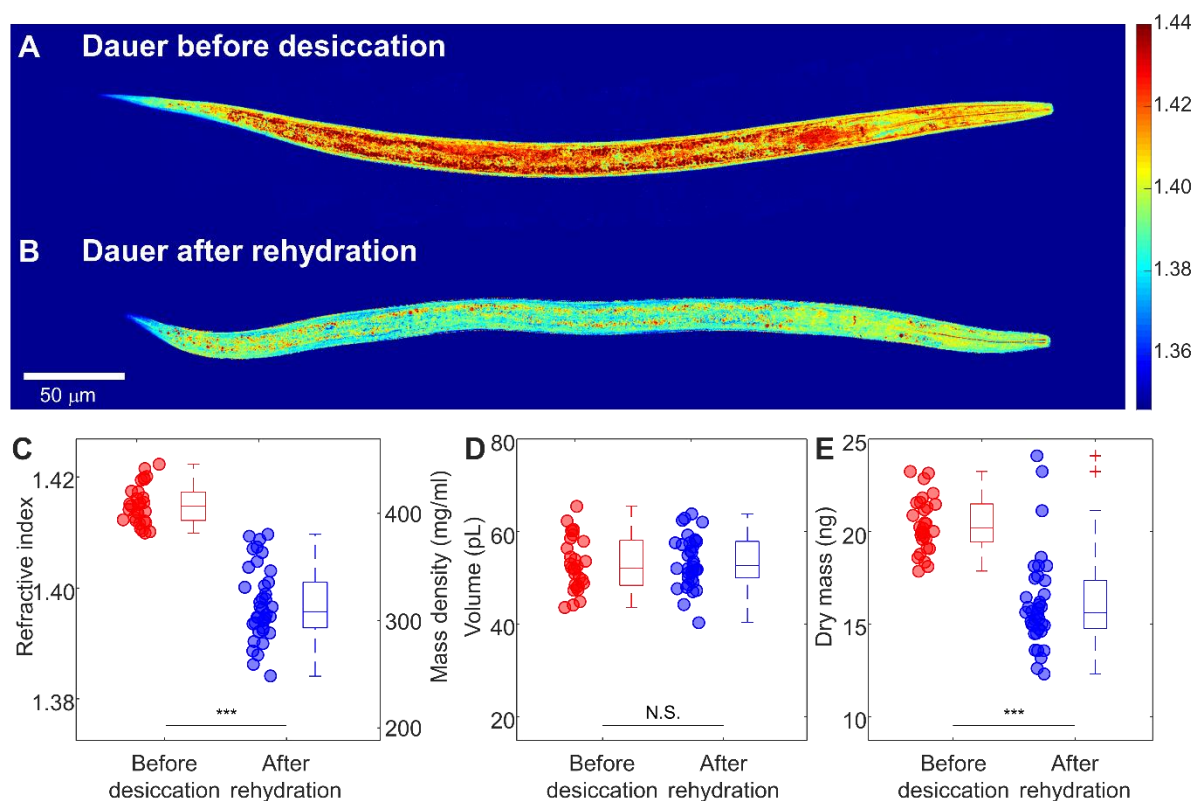 A Dauer before desiccation
B Dauer after rehydration
50 μm
1.44
1.42
1.40
1.38
1.36
C
Refractive index
1.42
1.40
1.38
400
300
200
Mass density (mg/ml)
***
Before
desiccation
After
rehydration
D
Volume (pL)
80
60
40
20
N.S.
Before
desiccation
After
rehydration
E
Dry mass (ng)
25
20
15
10
***
Before
desiccation
After
rehydration